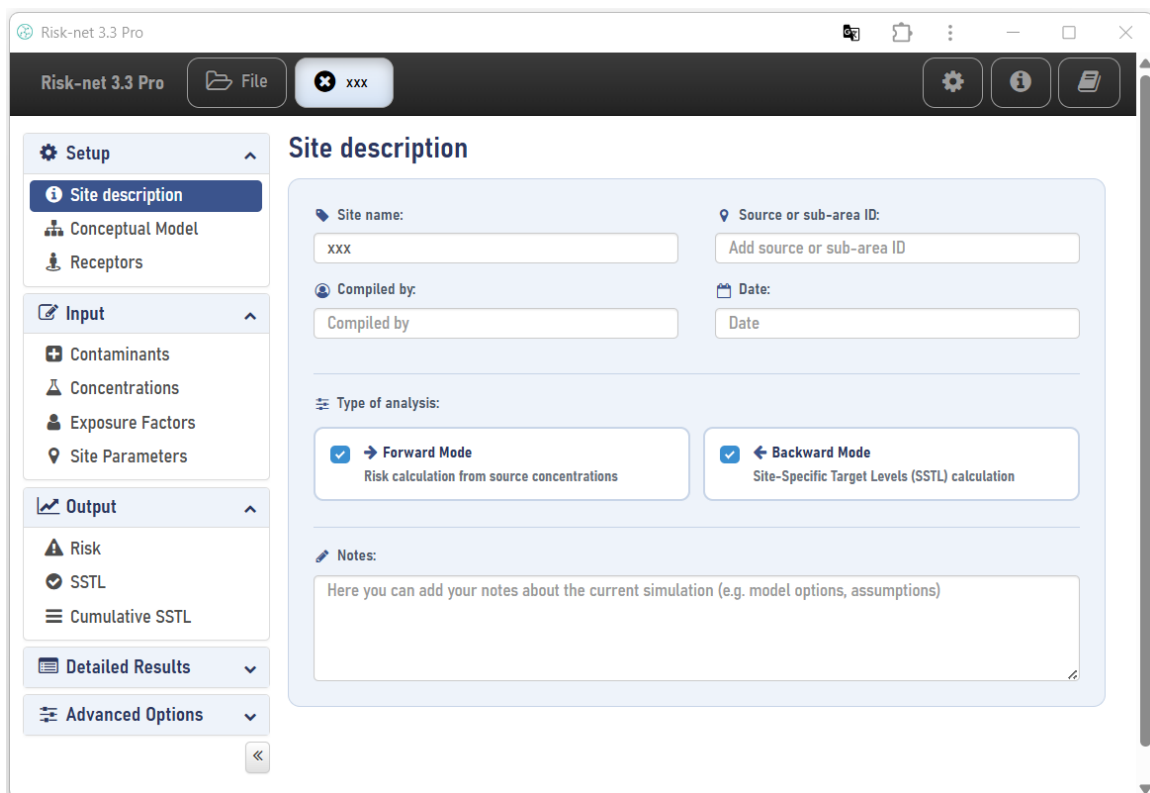 Risk-net 3.3 Pro
Risk-net 3.3 Pro
File
xxx
Setup
Site description
Conceptual Model
Receptors
Input
Contaminants
Concentrations
Exposure Factors
Site Parameters
Output
Risk
SSTL
Cumulative SSTL
Detailed Results
Advanced Options
Site description
Site name:
Source or sub-area ID:
xxx
Add source or sub-area ID
Compiled by:
Date:
Compiled by
Date
Type of analysis:
Forward Mode
Risk calculation from source concentrations
Backward Mode
Site-Specific Target Levels (SSTL) calculation
Notes:
Here you can add your notes about the current simulation (e.g. model options, assumptions)